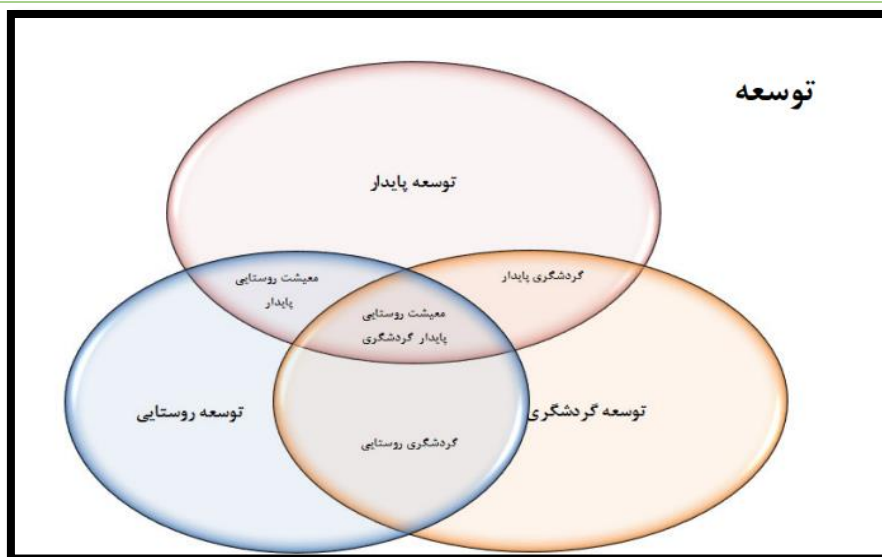 توسعه
توسعه پایدار
گردشگری پایدار
معیشت روستایی
پایدار
معیشت روستایی
پایدار گردشگری
توسعه گردشگری
توسعه روستایی
گردشگری روستایی